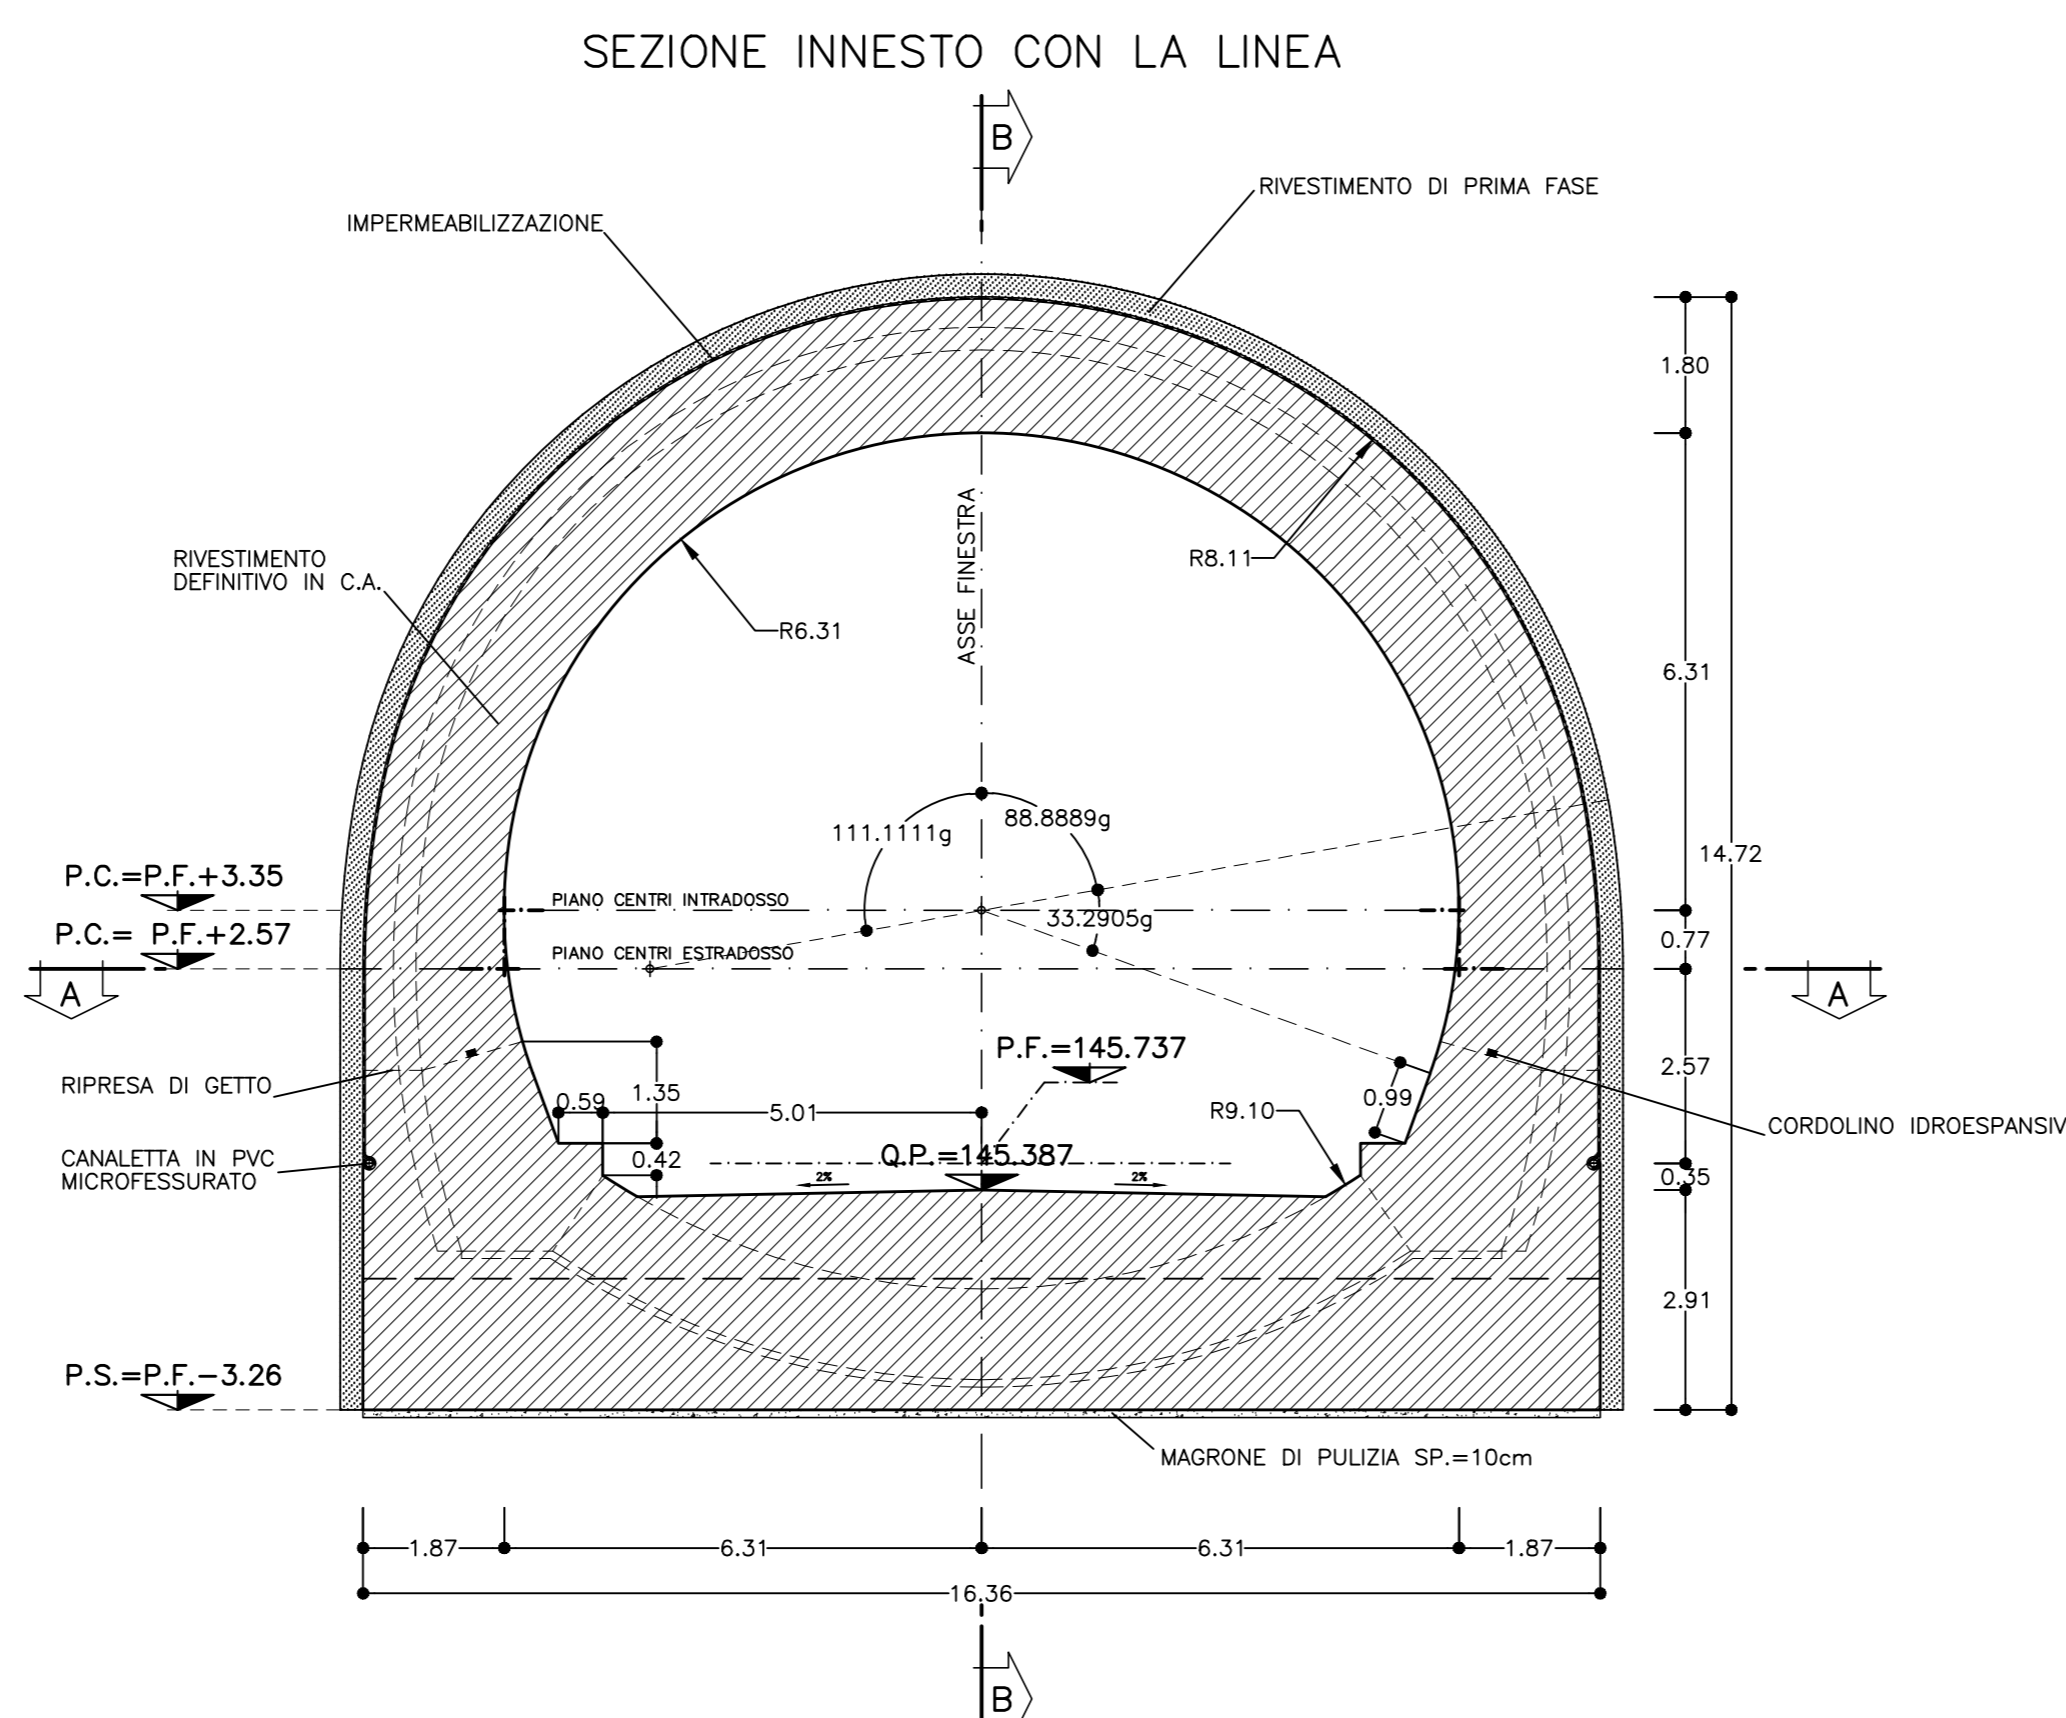 SEZIONE INNESTO CON LA LINEA
B
RIVESTIMENTO DI PRIMA FASE
IMPERMEABILIZZAZIONE
1.80
ASSE FINESTRA
R8.11
RIVESTIMENTO
DEFINITIVO IN C.A.
R6.31
6.31
111.1111g
88.8889g
14.72
P.C.=P.F.+3.35
PIANO CENTRI INTRADOSSO
33.2905g
P.C.= P.F.+2.57
PIANO CENTRI ESTRADOSSO
0.77
A
A
P.F.=145.737
RIPRESA DI GETTO
0.59
1.35
5.01
R9.10
0.99
2.57
CORDOLINO IDROESPANSIV
CANALETTA IN PVC
MICROFESSURATO
0.42
Q.P.=145.387
2%
2%
0.35
2.91
P.S.=P.F.-3.26
MAGRONE DI PULIZIA SP.=10cm
1.87
6.31
6.31
1.87
16.36
B